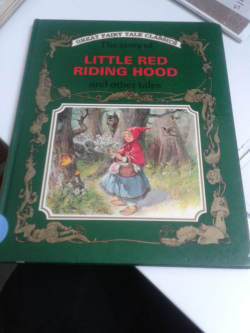 GREAT FAIRY TALE CLASSICS
The story of
LITTLE RED
RIDING HOOD
and other tales